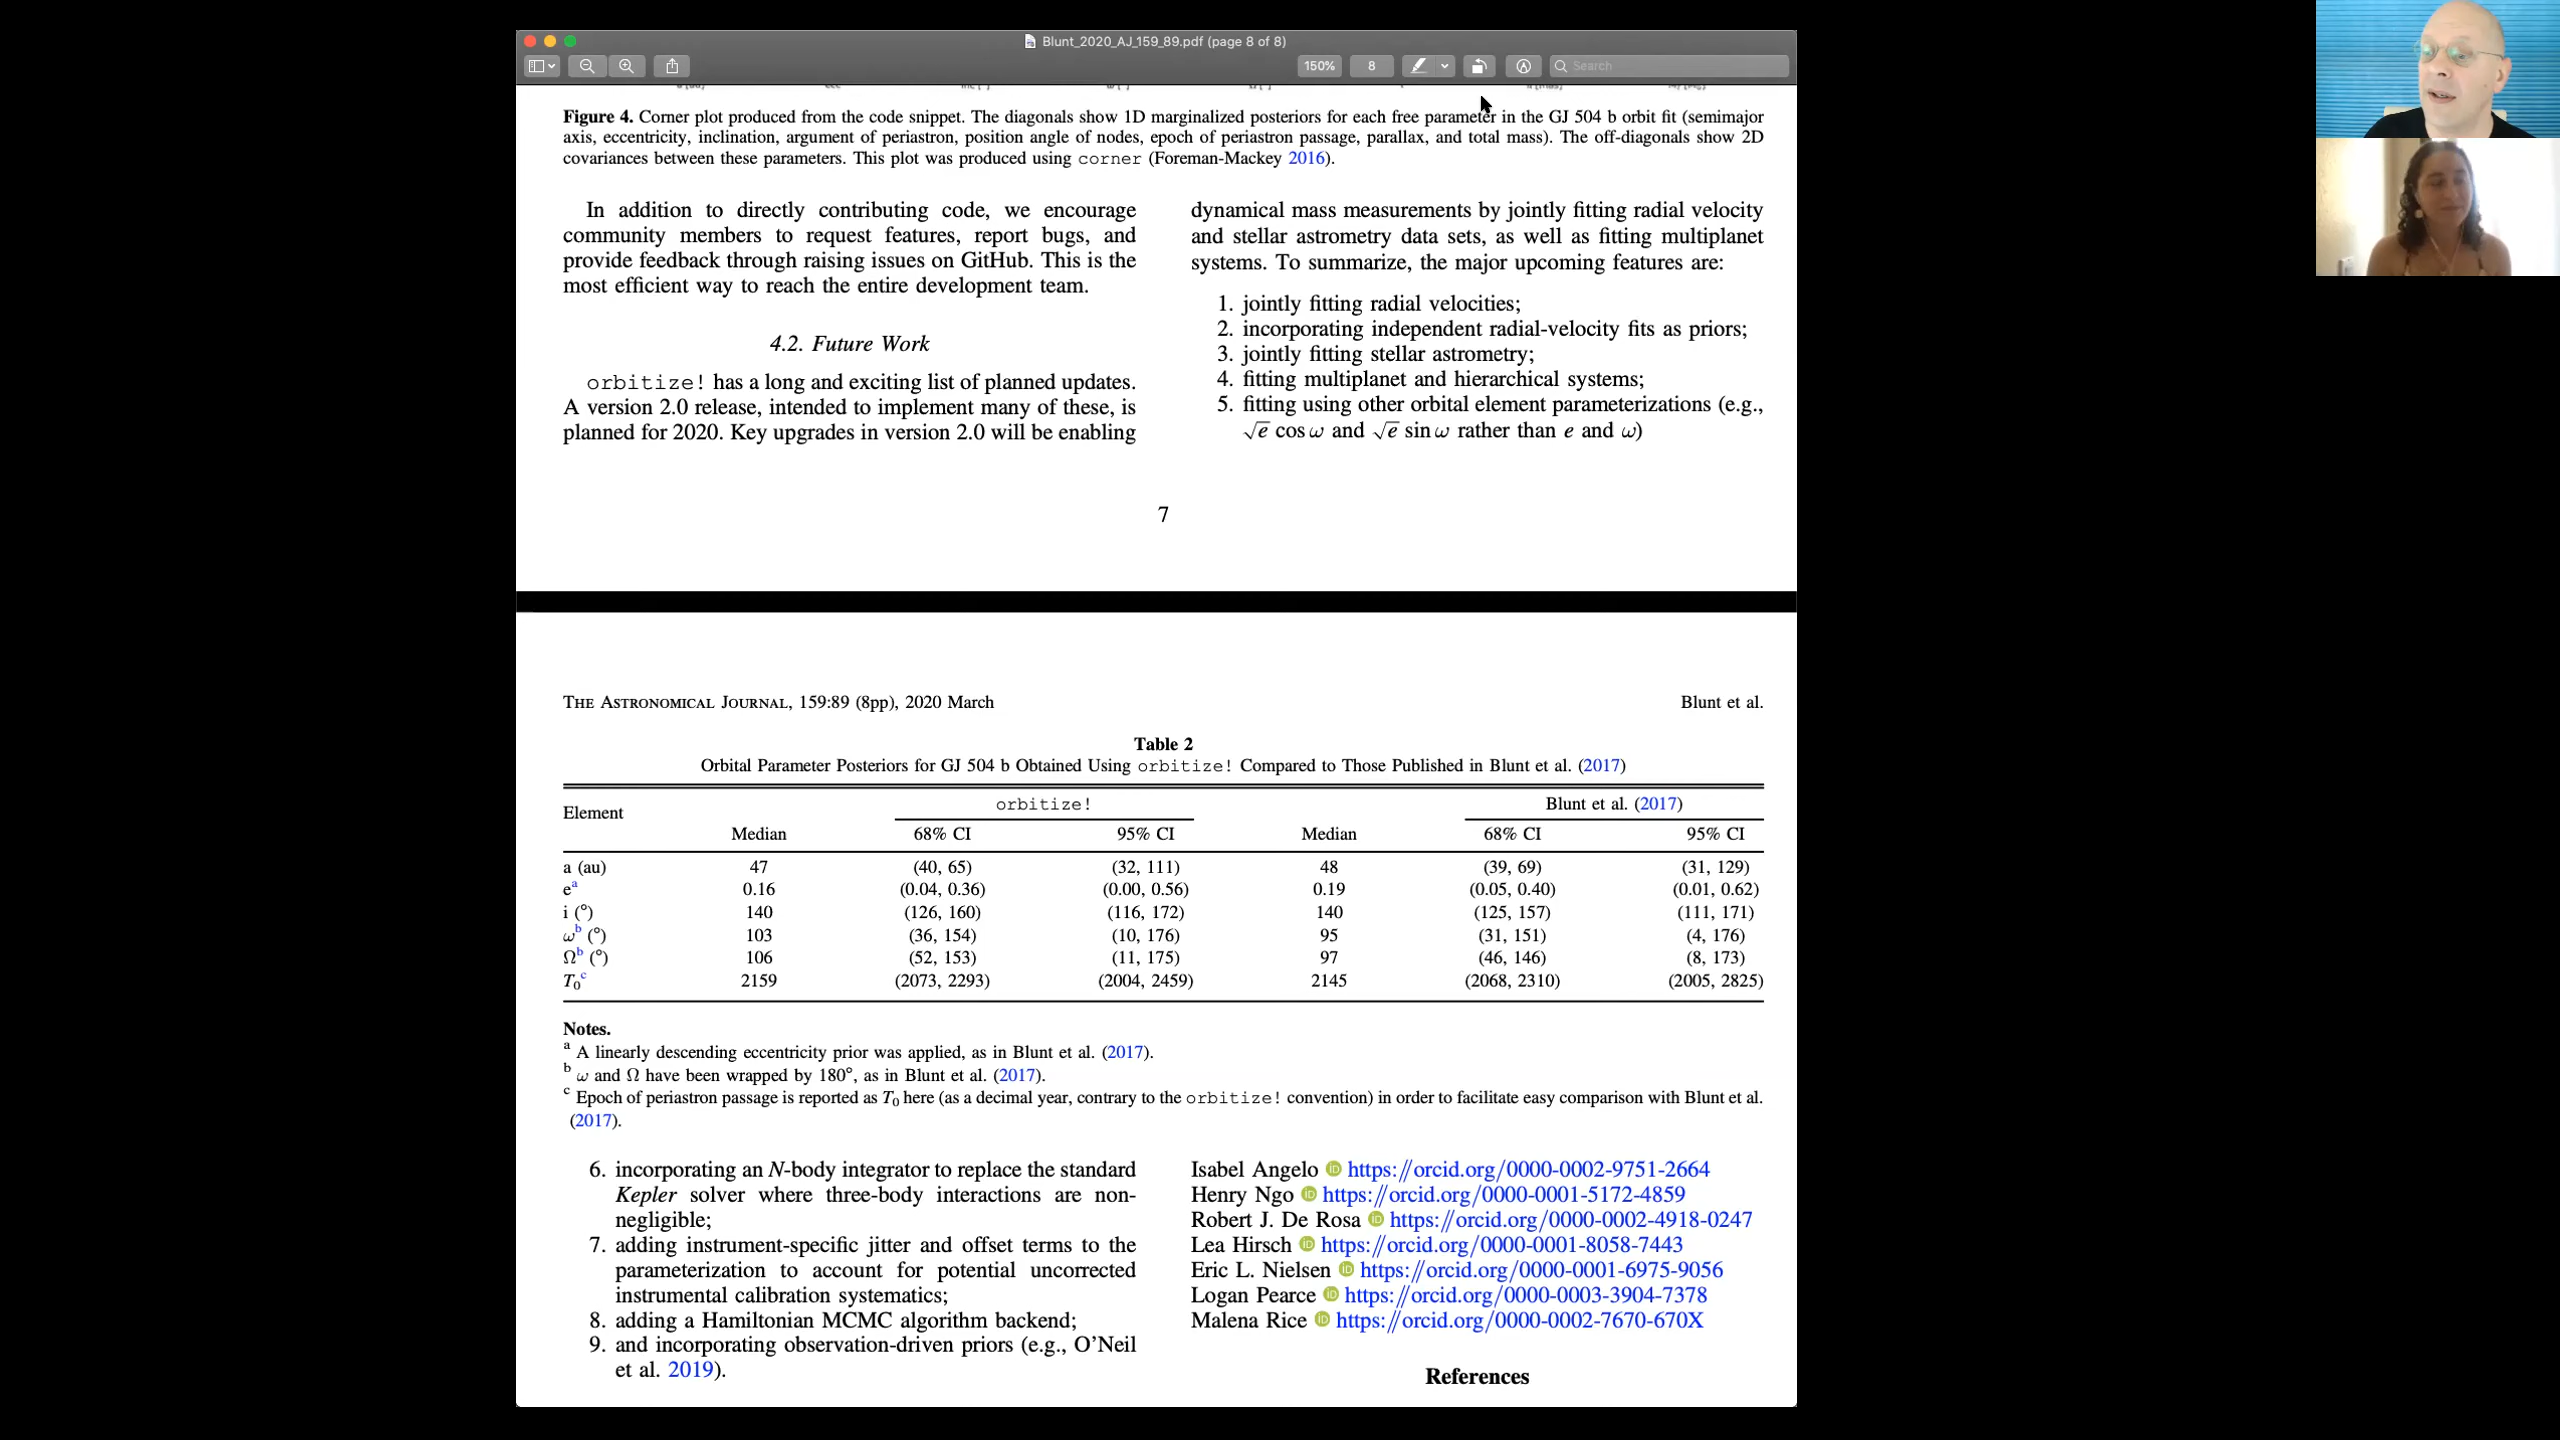 Blunt_2020_AJ_159_89.pdf (page 8 of 8)
150%
8
Search
Figure 4. Corner plot produced from the code snippet. The diagonals show 1D marginalized posteriors for each free parameter in the GJ 504 b orbit fit (semimajor
axis, eccentricity, inclination, argument of periastron, position angle of nodes, epoch of periastron passage, parallax, and total mass). The off-diagonals show 2D
covariances between these parameters. This plot was produced using corner (Foreman-Mackey 2016).
In addition to directly contributing code, we encourage
community members to request features, report bugs, and
provide feedback through raising issues on GitHub. This is the
most efficient way to reach the entire development team.
4.2. Future Work
orbitize! has a long and exciting list of planned updates.
A version 2.0 release, intended to implement many of these, is
planned for 2020. Key upgrades in version 2.0 will be enabling
dynamical mass measurements by jointly fitting radial velocity
and stellar astrometry data sets, as well as fitting multiplanet
systems. To summarize, the major upcoming features are:
1. jointly fitting radial velocities;
2. incorporating independent radial-velocity fits as priors;
3. jointly fitting stellar astrometry;
4. fitting multiplanet and hierarchical systems;
5. fitting using other orbital element parameterizations (e.g.,
√e cos ω and √e sin ω rather than e and ω)
7
THE ASTRONOMICAL JOURNAL, 159:89 (8pp), 2020 March
Blunt et al.
Table 2
Orbital Parameter Posteriors for GJ 504 b Obtained Using orbitize! Compared to Those Published in Blunt et al. (2017)
Element orbitize! Blunt et al. (2017)
Median 68% CI 95% CI Median 68% CI 95% CI
a (au) 47 (40, 65) (32, 111) 48 (39, 69) (31, 129)
e^a 0.16 (0.04, 0.36) (0.00, 0.56) 0.19 (0.05, 0.40) (0.01, 0.62)
i (°) 140 (126, 160) (116, 172) 140 (125, 157) (111, 171)
ω^b (°) 103 (36, 154) (10, 176) 95 (31, 151) (4, 176)
Ω^b (°) 106 (52, 153) (11, 175) 97 (46, 146) (8, 173)
T0^c 2159 (2073, 2293) (2004, 2459) 2145 (2068, 2310) (2005, 2825)
Notes.
a A linearly descending eccentricity prior was applied, as in Blunt et al. (2017).
b ω and Ω have been wrapped by 180°, as in Blunt et al. (2017).
c Epoch of periastron passage is reported as T0 here (as a decimal year, contrary to the orbitize! convention) in order to facilitate easy comparison with Blunt et al.
(2017).
6. incorporating an N-body integrator to replace the standard
Kepler solver where three-body interactions are non-
negligible;
7. adding instrument-specific jitter and offset terms to the
parameterization to account for potential uncorrected
instrumental calibration systematics;
8. adding a Hamiltonian MCMC algorithm backend;
9. and incorporating observation-driven priors (e.g., O'Neil
et al. 2019).
Isabel Angelo iD https://orcid.org/0000-0002-9751-2664
Henry Ngo iD https://orcid.org/0000-0001-5172-4859
Robert J. De Rosa iD https://orcid.org/0000-0002-4918-0247
Lea Hirsch iD https://orcid.org/0000-0001-8058-7443
Eric L. Nielsen iD https://orcid.org/0000-0001-6975-9056
Logan Pearce iD https://orcid.org/0000-0003-3904-7378
Malena Rice iD https://orcid.org/0000-0002-7670-670X
References